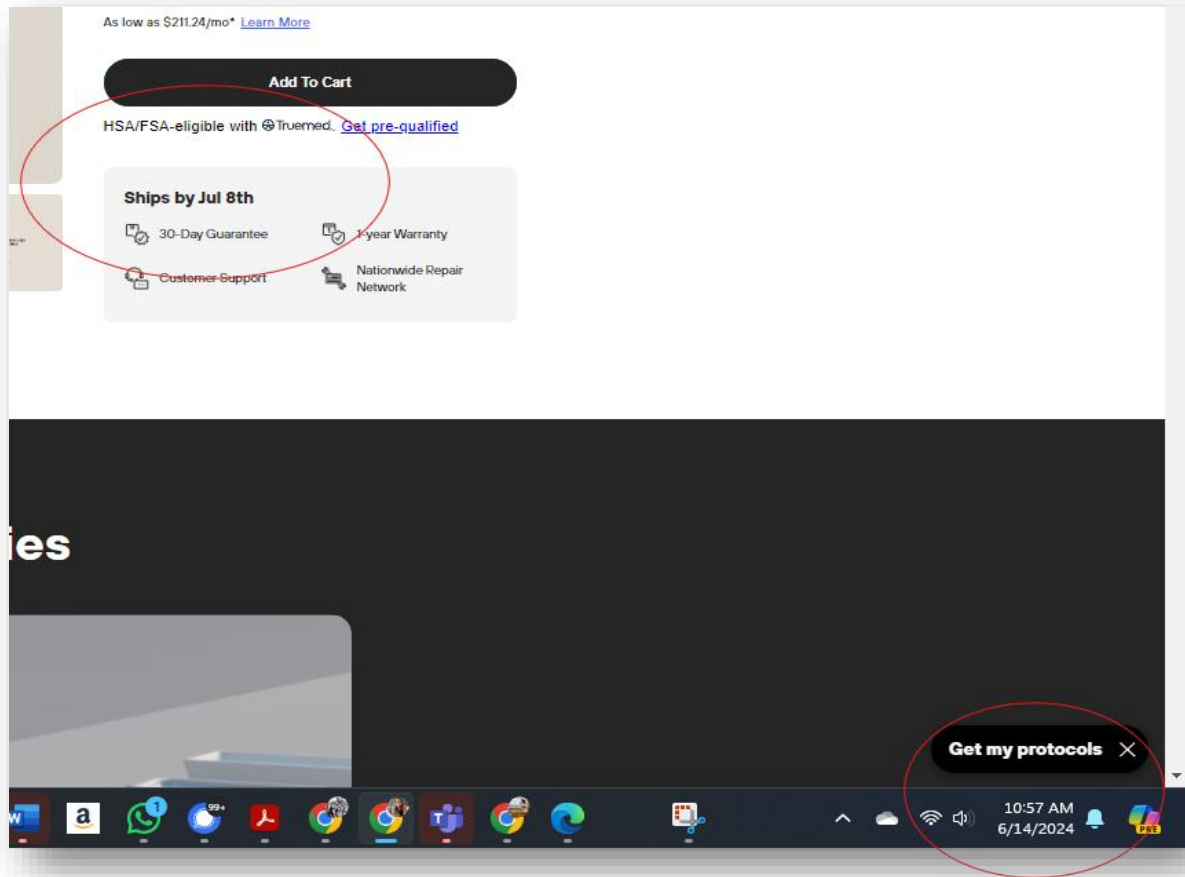 As low as $211.24/mo* Learn More
Add To Cart
HSA/FSA-eligible with Truemed. Get pre-qualified
Ships by Jul 8th
30-Day Guarantee
1-year Warranty
Customer Support
Nationwide Repair
Network
ies
Get my protocols
W
a
1
99+
T
10:57 AM
6/14/2024
PRE